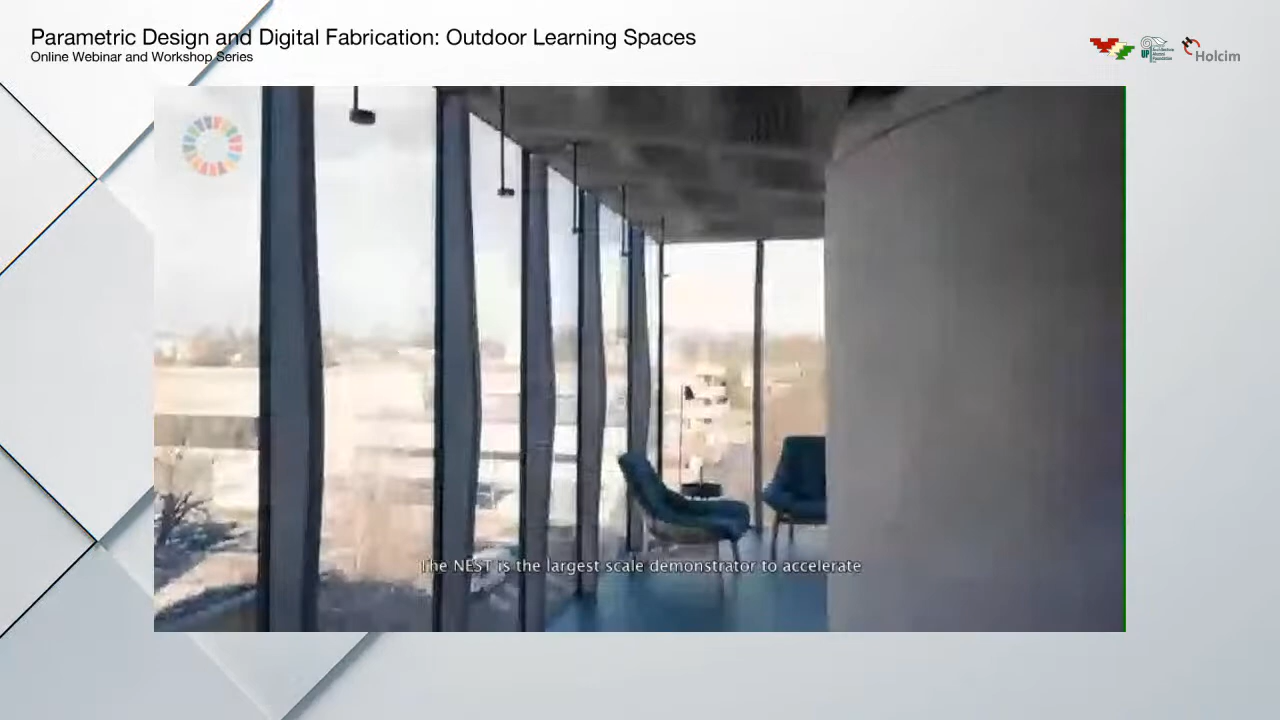 Parametric Design and Digital Fabrication: Outdoor Learning Spaces
Online Webinar and Workshop Series
UP
Holcim
The NEST is the largest scale demonstrator to accelerate